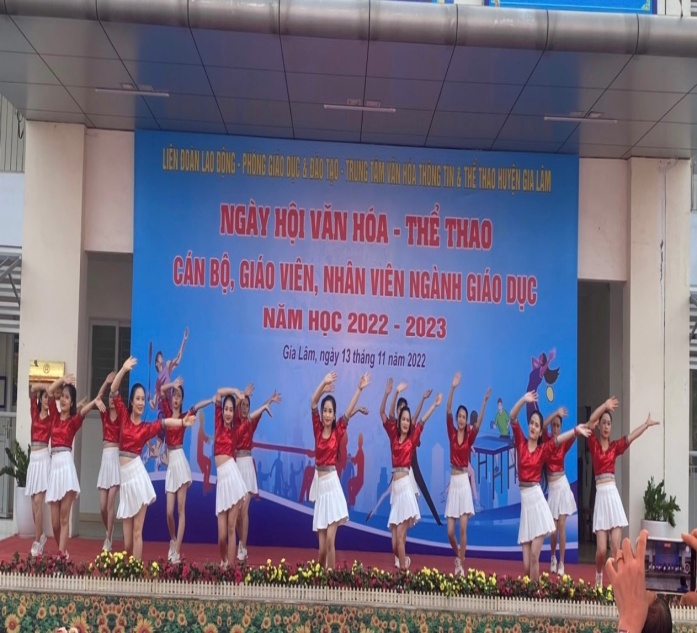 LIÊN ĐOÀN LAO ĐỘNG - PHÒNG GIÁO DỤC & ĐÀO TẠO - TRUNG TÂM VĂN HÓA THÔNG TIN & THỂ THAO HUYỆN GIA LÂM
NGÀY HỘI VĂN HÓA - THỂ THAO
CÁN BỘ, GIÁO VIÊN, NHÂN VIÊN NGÀNH GIÁO DỤC
NĂM HỌC 2022 - 2023
Gia Lâm, ngày 13 tháng 11 năm 2022